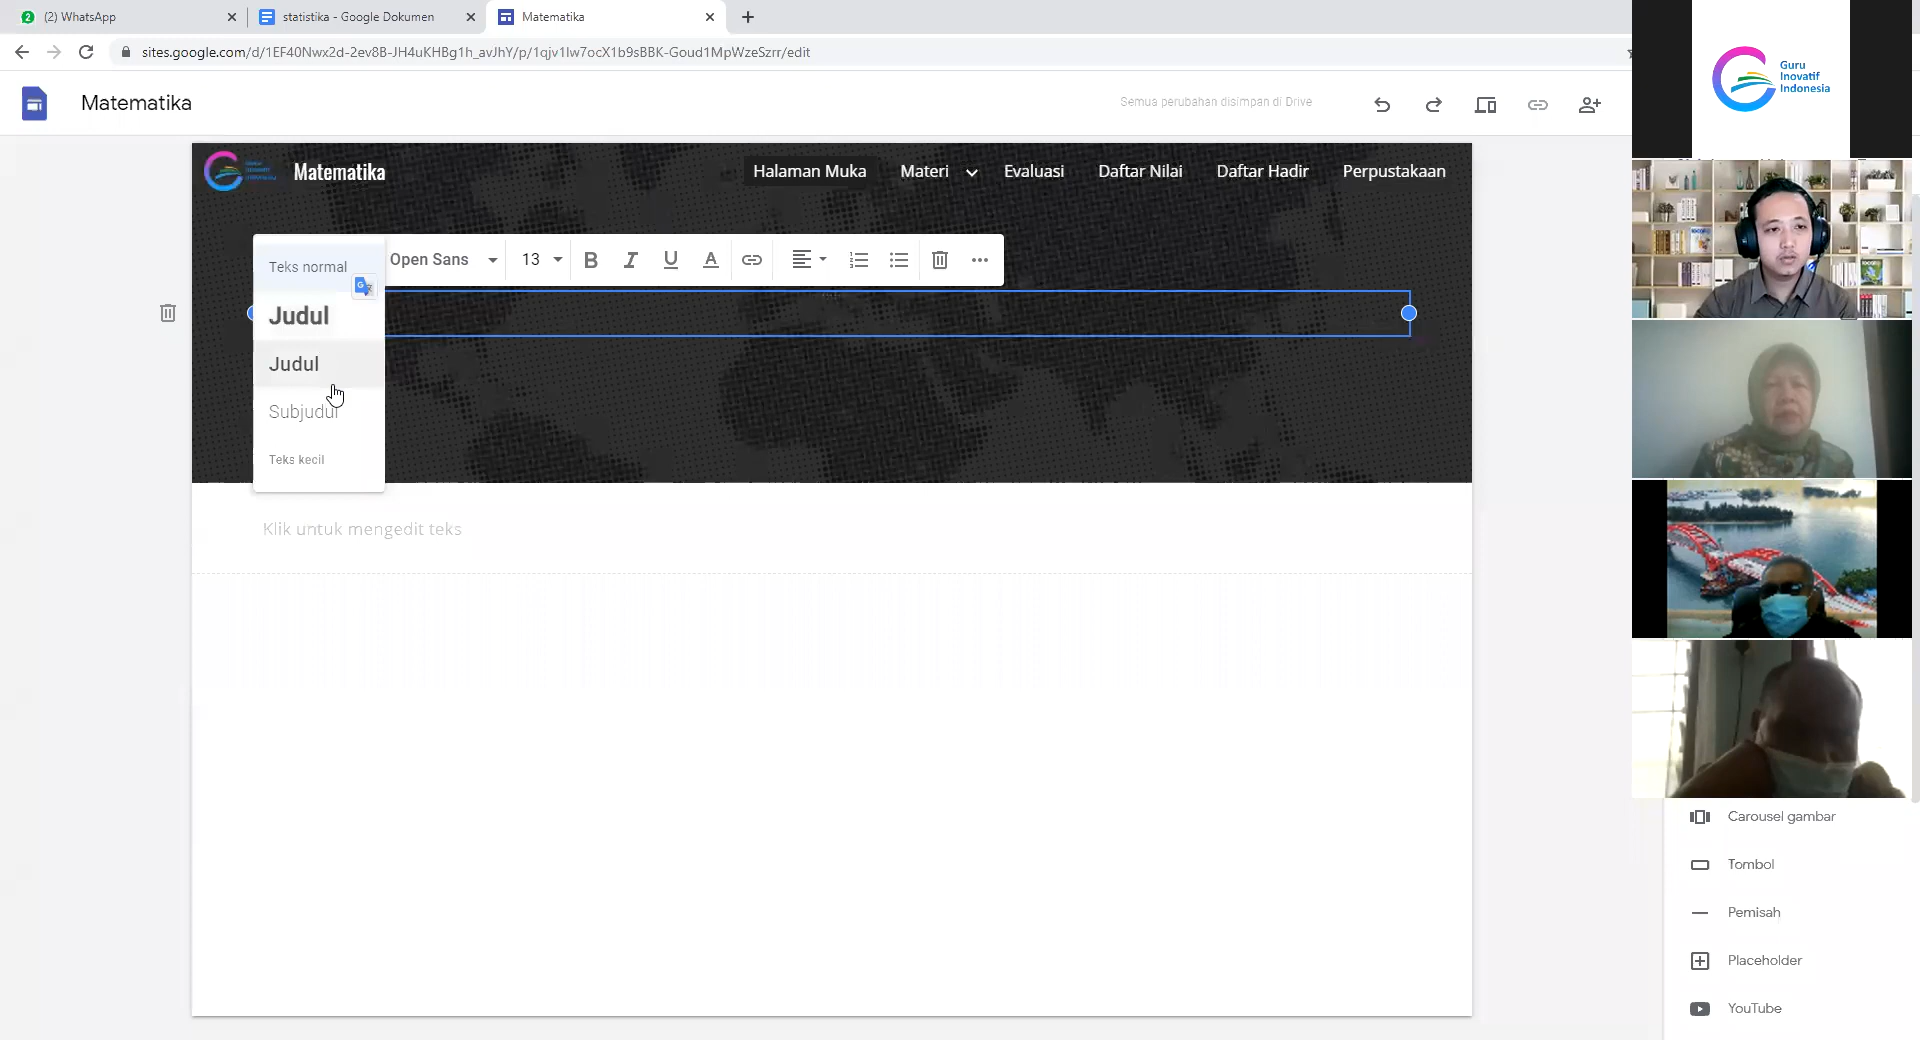 (2) WhatsApp
statistika - Google Dokumen
Matematika
sites.google.com/d/1EF40Nwx2d-2ev8B-JH4uKHBg1h_avJhY/p/1qjv1lw7ocX1b9sBBK-Goud1MpWzeSzrr/edit
Matematika
Semua perubahan disimpan di Drive
Guru
Inovatif
Indonesia
Matematika
Halaman Muka
Materi
Evaluasi
Daftar Nilai
Daftar Hadir
Perpustakaan
Teks normal
Open Sans
13
B I U A
Judul
Judul
Subjudul
Teks kecil
Klik untuk mengedit teks
Carousel gambar
Tombol
Pemisah
Placeholder
YouTube